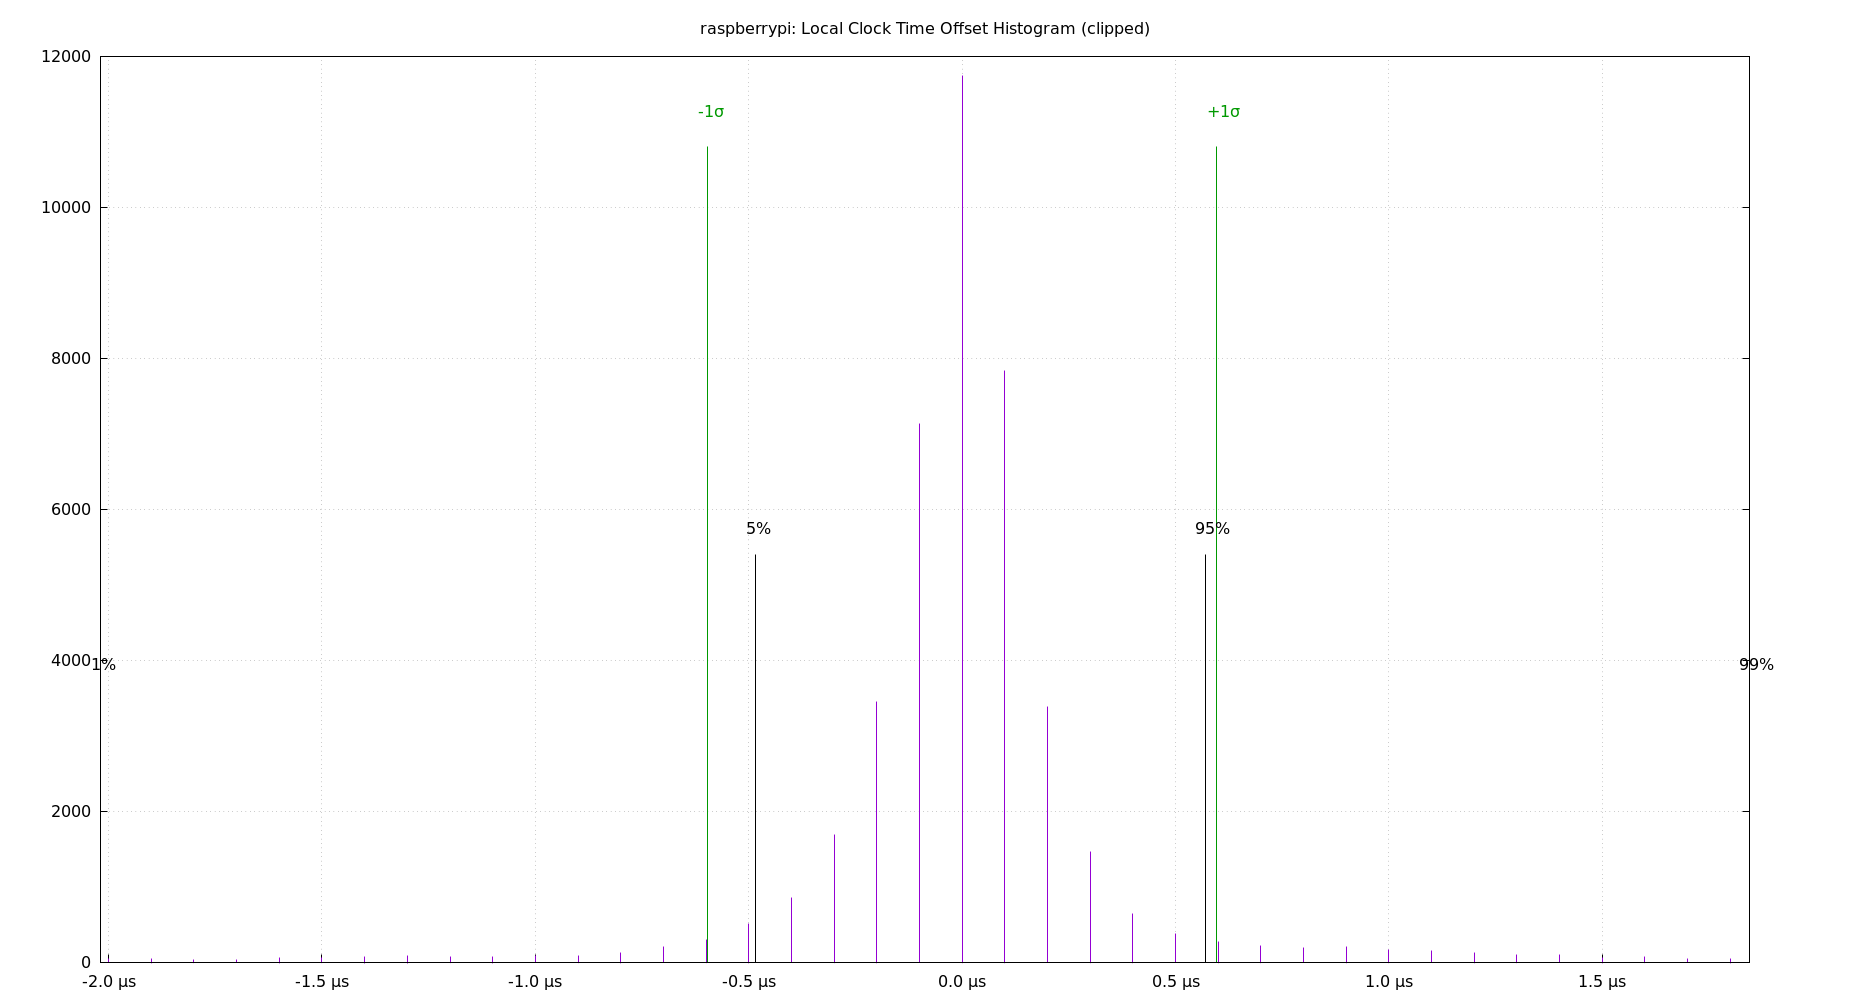 raspberrypi: Local Clock Time Offset Histogram (clipped)
12000
-1σ
+1σ
10000
8000
6000
5%
95%
4000
1%
99%
2000
0
-2.0 µs
-1.5 µs
-1.0 µs
-0.5 µs
0.0 µs
0.5 µs
1.0 µs
1.5 µs